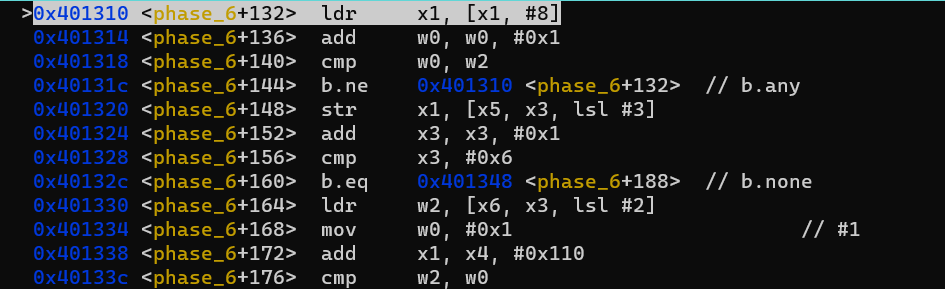 >0x401310 <phase_6+132> ldr x1, [x1, #8]
0x401314 <phase_6+136> add w0, w0, #0x1
0x401318 <phase_6+140> cmp w0, w2
0x40131c <phase_6+144> b.ne 0x401310 <phase_6+132> // b.any
0x401320 <phase_6+148> str x1, [x5, x3, lsl #3]
0x401324 <phase_6+152> add x3, x3, #0x1
0x401328 <phase_6+156> cmp x3, #0x6
0x40132c <phase_6+160> b.eq 0x401348 <phase_6+188> // b.none
0x401330 <phase_6+164> ldr w2, [x6, x3, lsl #2]
0x401334 <phase_6+168> mov w0, #0x1 // #1
0x401338 <phase_6+172> add x1, x4, #0x110
0x40133c <phase_6+176> cmp w2, w0